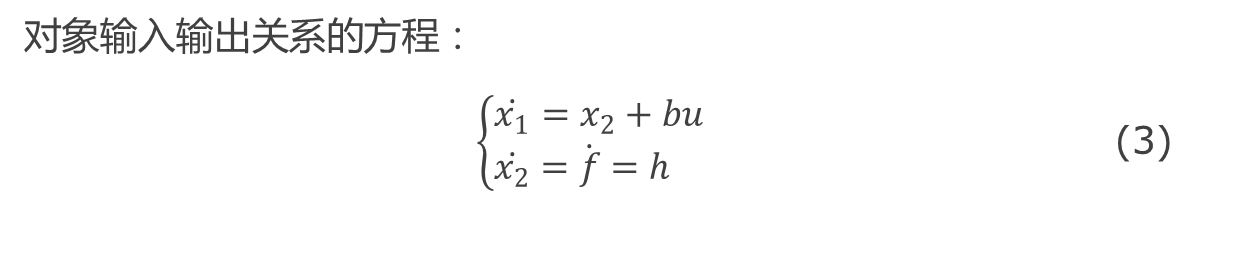 对象输入输出关系的方程：
{ẋ₁ = x₂ + bu
ẋ₂ = ḟ = h
(3)